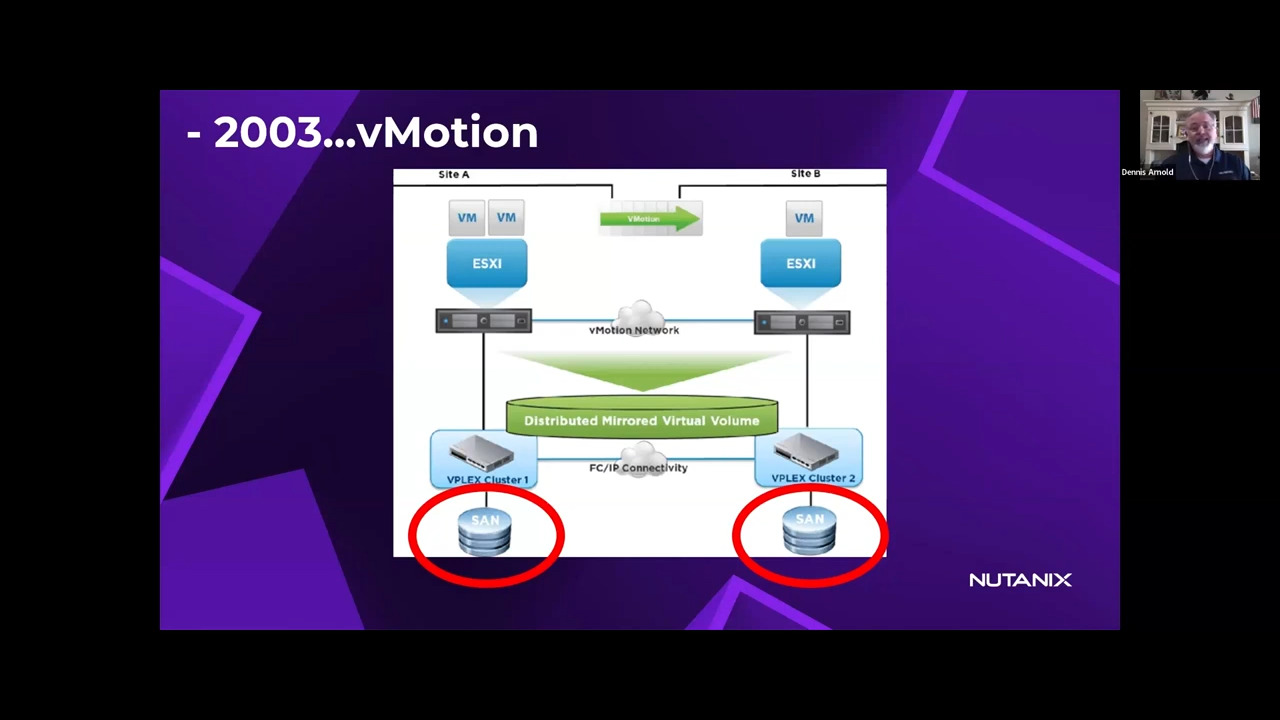 - 2003...vMotion
Site A
Site B
VM
VM
VMotion
VM
ESXI
ESXI
vMotion Network
Distributed Mirrored Virtual Volume
FC/IP Connectivity
VPLEX Cluster 1
VPLEX Cluster 2
SAN
SAN
NUTANIX
Dennis Arnold